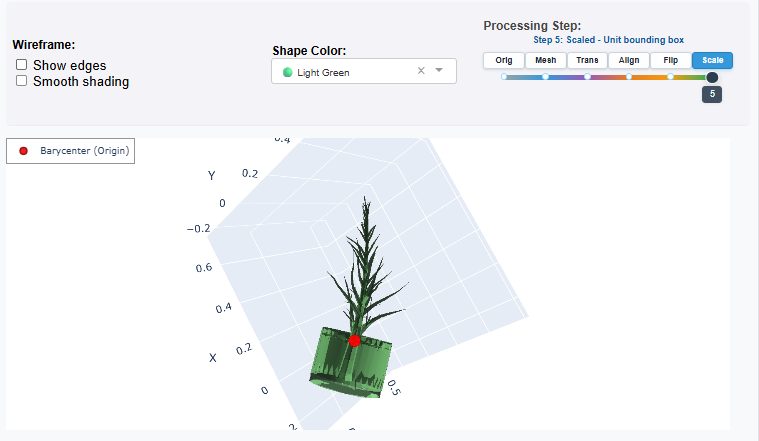 Processing Step:
Step 5: Scaled - Unit bounding box
Wireframe:
Show edges
Smooth shading
Shape Color:
Light Green
Orig Mesh Trans Align Flip Scale
5
Barycenter (Origin)
0.4
Y 0.2
0
−0.2
0.6
0.4
X 0.2
0
0.5